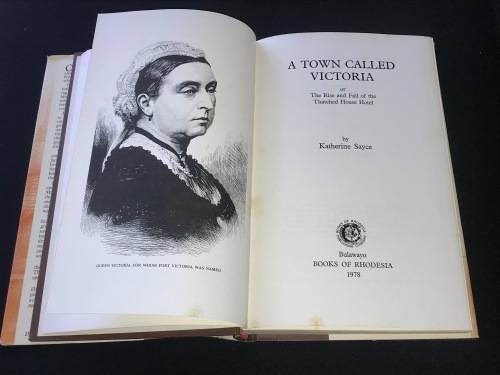 QUEEN VICTORIA FOR WHOM FORT VICTORIA WAS NAMED
A TOWN CALLED
VICTORIA
or
The Rise and Fall of the
Thatched House Hotel
by
Katherine Sayce
Bulawayo
BOOKS OF RHODESIA
1978